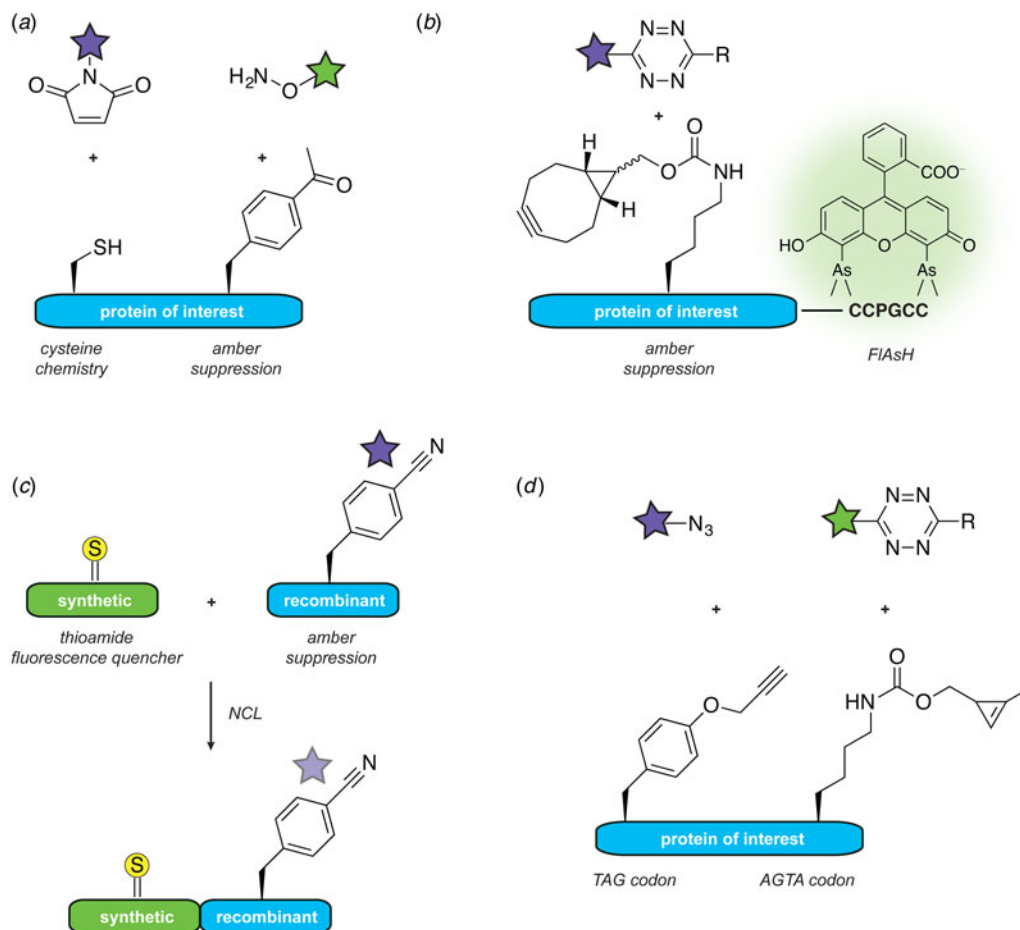 (a)
N
O
O
H₂N
O
+
+
O
SH
protein of interest
cysteine
chemistry
amber
suppression
(b)
N=N
R
N=N
+
H
H
O
O
NH
COO⁻
HO
O
O
As
As
protein of interest
CCPGCC
amber
suppression
FlAsH
(c)
N
S
synthetic
+
recombinant
thioamide
fluorescence quencher
amber
suppression
NCL
N
S
synthetic
recombinant
(d)
N₃
N=N
R
N=N
+
+
O
O
HN
O
protein of interest
TAG codon
AGTA codon